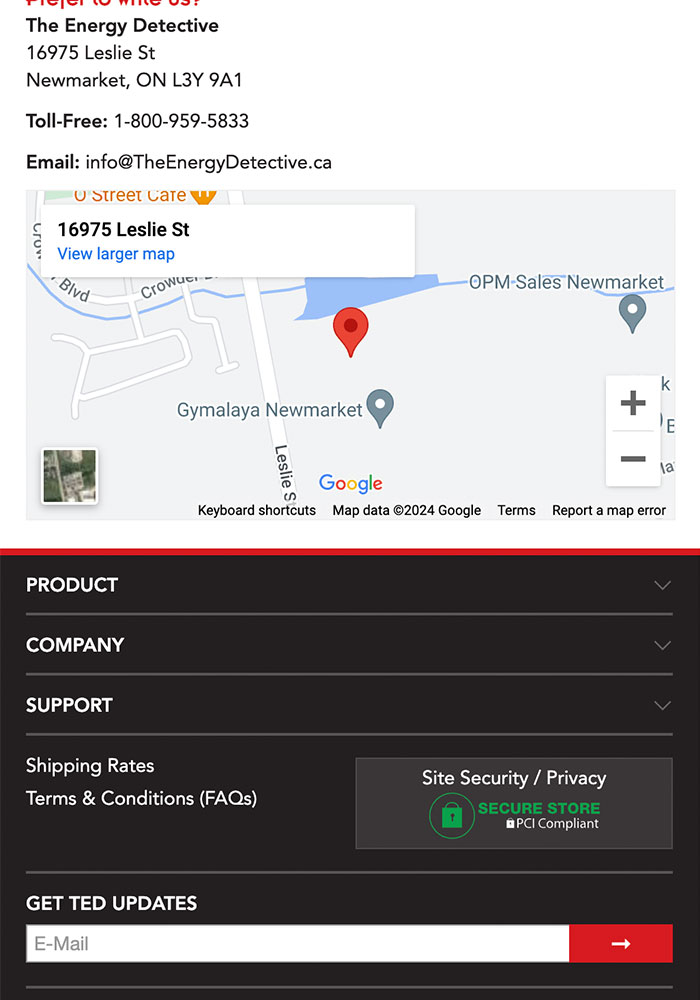 Prefer to write us?
The Energy Detective
16975 Leslie St
Newmarket, ON L3Y 9A1
Toll-Free: 1-800-959-5833
Email: info@TheEnergyDetective.ca
O Street Cafe
16975 Leslie St
View larger map
Blvd
Crowder
OPM Sales Newmarket
Gymalaya Newmarket
Leslie S
Google
Keyboard shortcuts
Map data ©2024 Google
Terms
Report a map error
PRODUCT
COMPANY
SUPPORT
Shipping Rates
Terms & Conditions (FAQs)
Site Security / Privacy
SECURE STORE
PCI Compliant
GET TED UPDATES
E-Mail